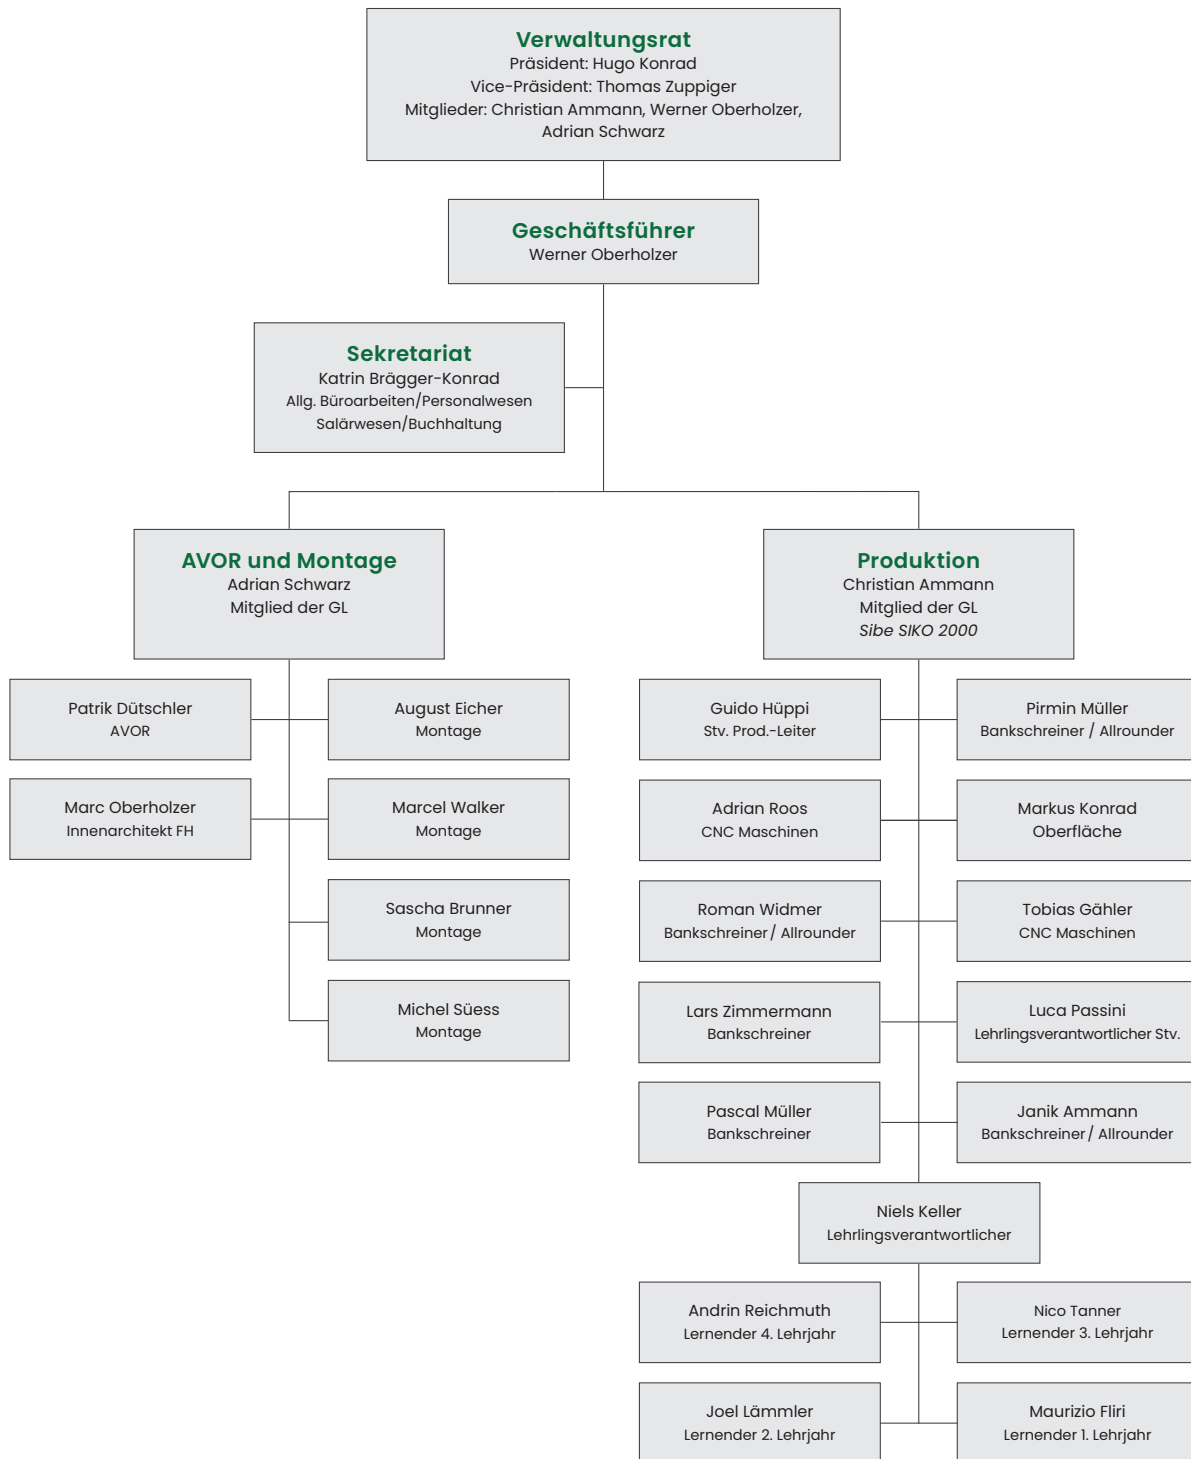 Verwaltungsrat
Präsident: Hugo Konrad
Vice-Präsident: Thomas Zuppiger
Mitglieder: Christian Ammann, Werner Oberholzer,
Adrian Schwarz
Geschäftsführer
Werner Oberholzer
Sekretariat
Katrin Brägger-Konrad
Allg. Büroarbeiten/Personalwesen
Salärwesen/Buchhaltung
AVOR und Montage
Adrian Schwarz
Mitglied der GL
Patrik Dütschler
AVOR
August Eicher
Montage
Marc Oberholzer
Innenarchitekt FH
Marcel Walker
Montage
Sascha Brunner
Montage
Michel Süess
Montage
Produktion
Christian Ammann
Mitglied der GL
Sibe SIKO 2000
Guido Hüppi
Stv. Prod.-Leiter
Pirmin Müller
Bankschreiner / Allrounder
Adrian Roos
CNC Maschinen
Markus Konrad
Oberfläche
Roman Widmer
Bankschreiner / Allrounder
Tobias Gähler
CNC Maschinen
Lars Zimmermann
Bankschreiner
Luca Passini
Lehrlingsverantwortlicher Stv.
Pascal Müller
Bankschreiner
Janik Ammann
Bankschreiner / Allrounder
Niels Keller
Lehrlingsverantwortlicher
Andrin Reichmuth
Lernender 4. Lehrjahr
Nico Tanner
Lernender 3. Lehrjahr
Joel Lämmler
Lernender 2. Lehrjahr
Maurizio Fliri
Lernender 1. Lehrjahr